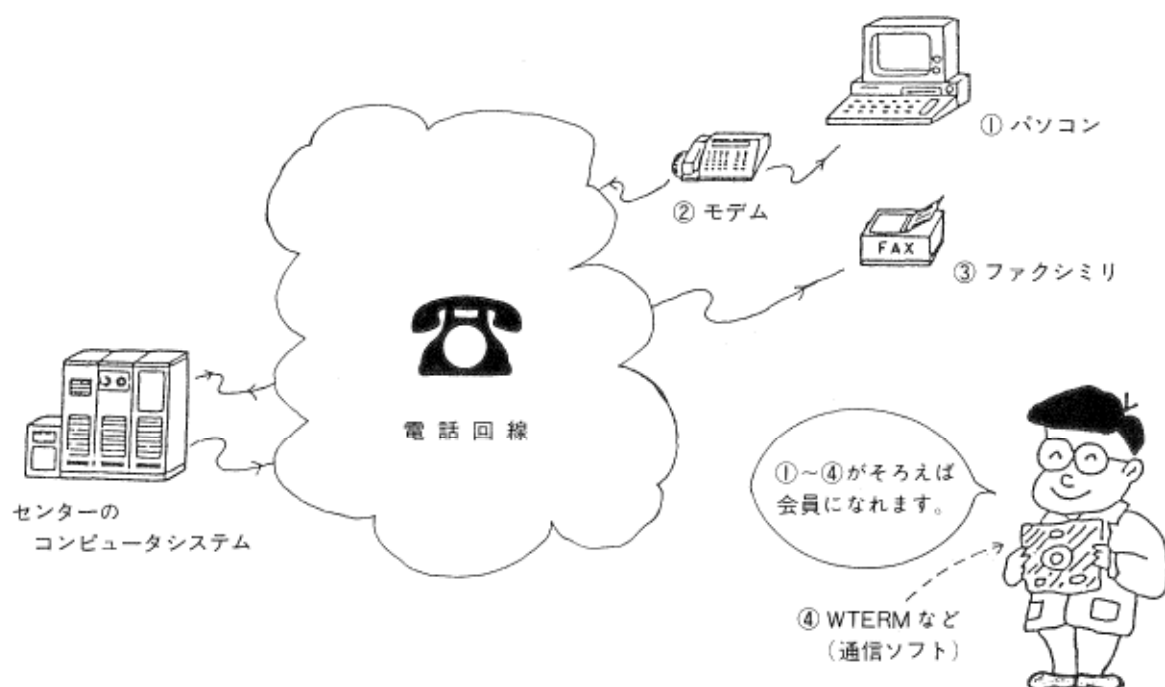 ① パソコン
② モデム
FAX
③ ファクシミリ
電話回線
センターの
コンピュータシステム
①~④がそろえば
会員になれます。
④ WTERM など
(通信ソフト)